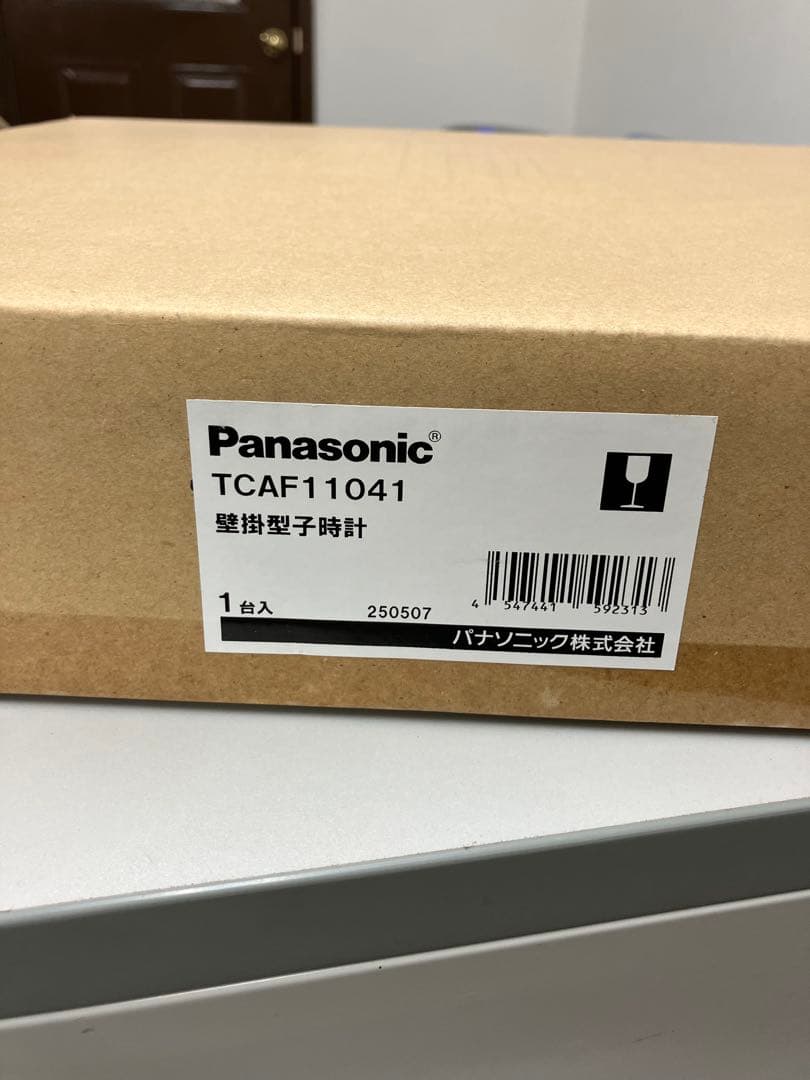 Panasonic®
TCAF11041
壁掛型子時計
1台入
250507
4 547441 592313
パナソニック株式会社